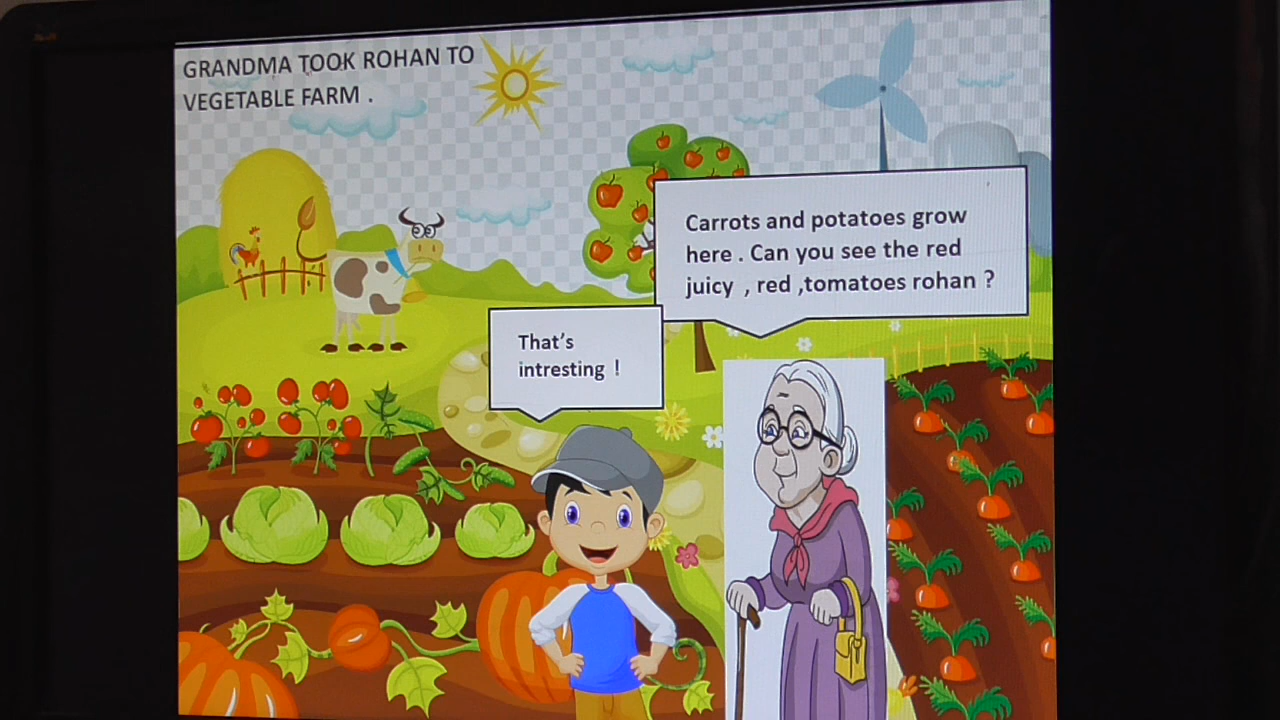 GRANDMA TOOK ROHAN TO
VEGETABLE FARM .
Carrots and potatoes grow
here . Can you see the red
juicy , red ,tomatoes rohan ?
That's
intresting !